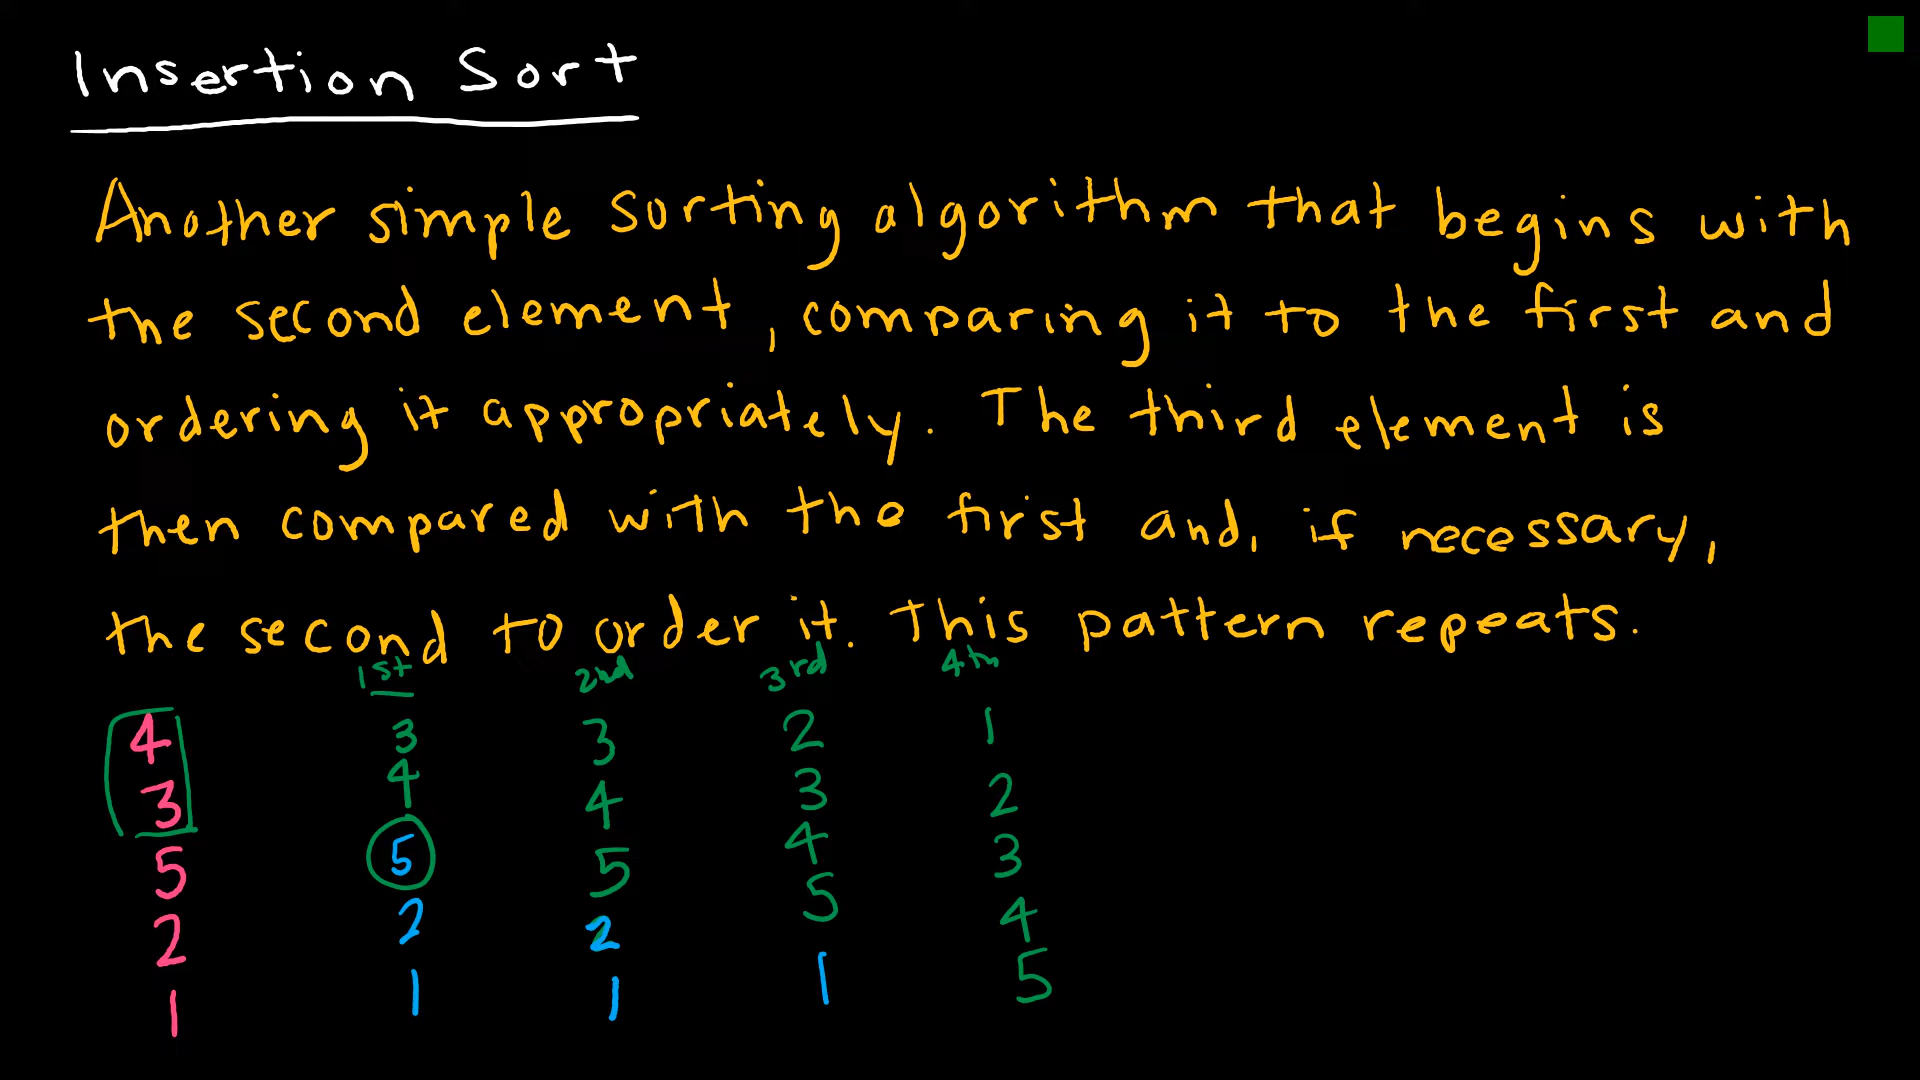 Insertion Sort
Another simple sorting algorithm that begins with
the second element, comparing it to the first and
ordering it appropriately. The third element is
then compared with the first and, if necessary,
the second to order it. This pattern repeats.
1st 2nd 3rd 4th
4 3 3 2 1
3 4 4 3 2
5 5 5 4 3
2 2 2 5 4
1 1 1 1 5